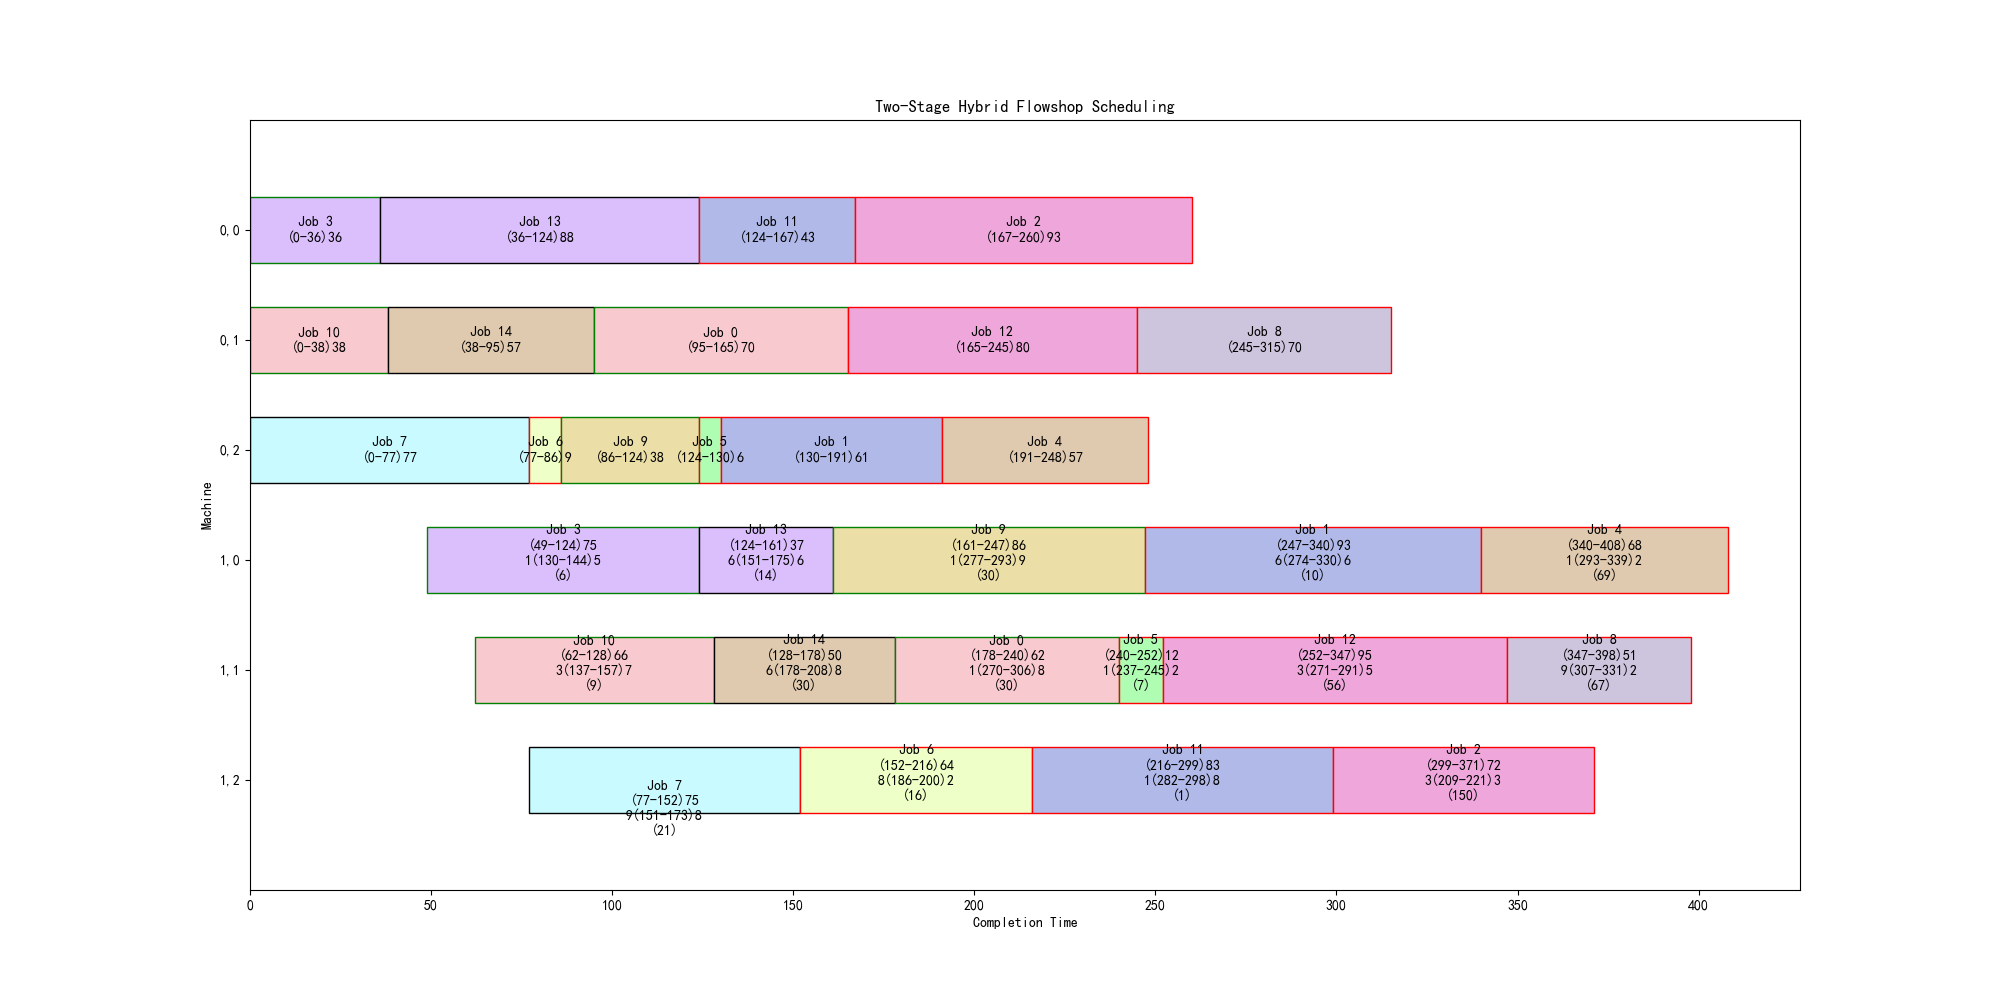 Two-Stage Hybrid Flowshop Scheduling
Machine
0,0
Job 3
(0-36)36
Job 13
(36-124)88
Job 11
(124-167)43
Job 2
(167-260)93
0,1
Job 10
(0-38)38
Job 14
(38-95)57
Job 0
(95-165)70
Job 12
(165-245)80
Job 8
(245-315)70
0,2
Job 7
(0-77)77
Job 6
(77-86)9
Job 9
(86-124)38
Job 5
(124-130)6
Job 1
(130-191)61
Job 4
(191-248)57
1,0
Job 3
(49-124)75
1(130-144)5
(6)
Job 13
(124-161)37
6(151-175)6
(14)
Job 9
(161-247)86
1(277-293)9
(30)
Job 1
(247-340)93
6(274-330)6
(10)
Job 4
(340-408)68
1(293-339)2
(69)
1,1
Job 10
(62-128)66
3(137-157)7
(9)
Job 14
(128-178)50
6(178-208)8
(30)
Job 0
(178-240)62
1(270-306)8
(30)
Job 5
(240-252)12
1(237-245)2
(7)
Job 12
(252-347)95
3(271-291)5
(56)
Job 8
(347-398)51
9(307-331)2
(67)
1,2
Job 7
(77-152)75
9(151-173)8
(21)
Job 6
(152-216)64
8(186-200)2
(16)
Job 11
(216-299)83
1(282-298)8
(1)
Job 2
(299-371)72
3(209-221)3
(150)
0 50 100 150 200 250 300 350 400
Completion Time